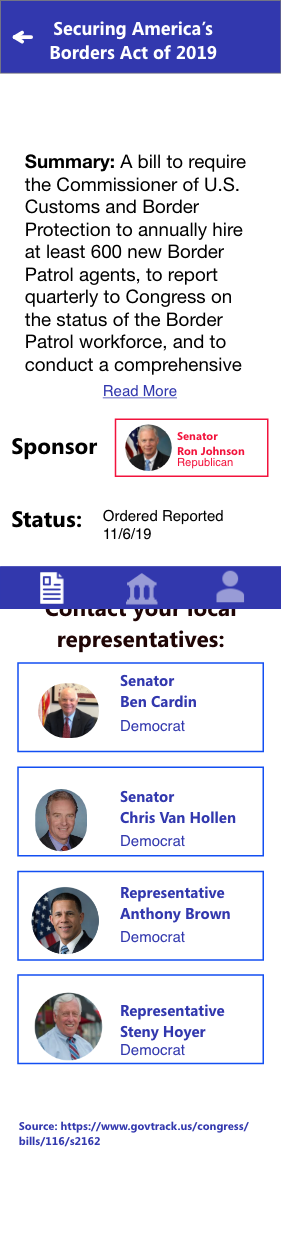 Securing America's
Borders Act of 2019
Summary: A bill to require
the Commissioner of U.S.
Customs and Border
Protection to annually hire
at least 600 new Border
Patrol agents, to report
quarterly to Congress on
the status of the Border
Patrol workforce, and to
conduct a comprehensive
Read More
Sponsor
Senator
Ron Johnson
Republican
Status:
Ordered Reported
11/6/19
Contact your local
representatives:
Senator
Ben Cardin
Democrat
Senator
Chris Van Hollen
Democrat
Representative
Anthony Brown
Democrat
Representative
Steny Hoyer
Democrat
Source: https://www.govtrack.us/congress/
bills/116/s2162